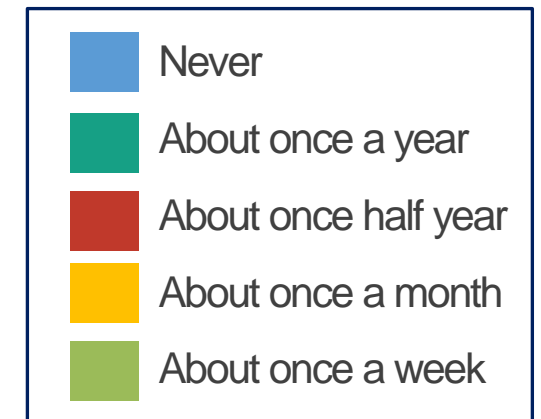 Never
About once a year
About once half year
About once a month
About once a week